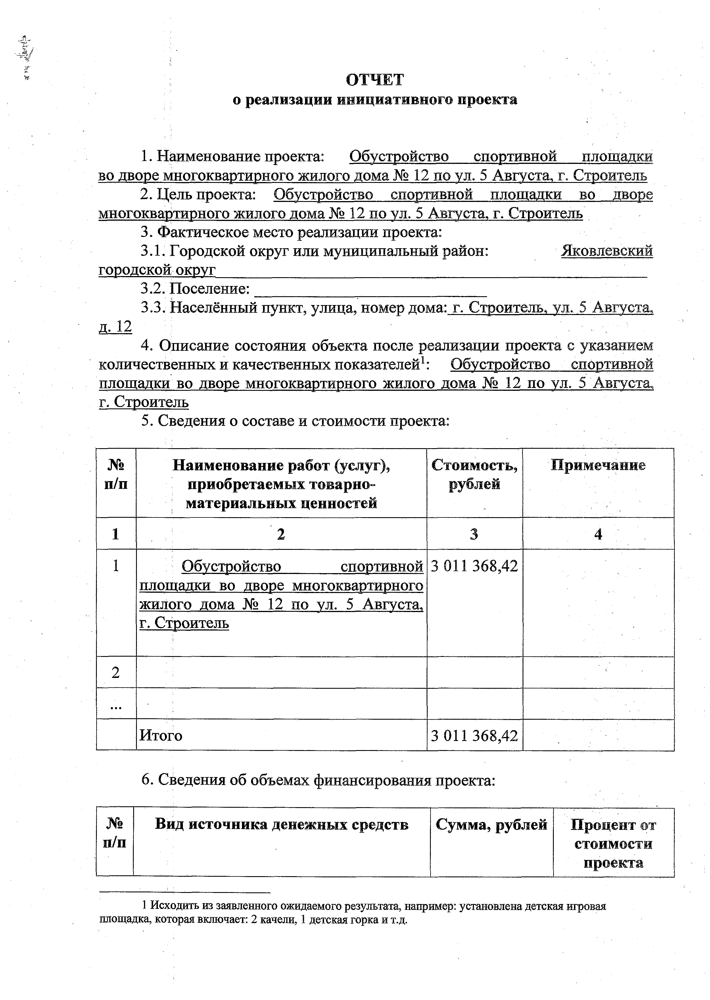 ОТЧЕТ
о реализации инициативного проекта
1. Наименование проекта: Обустройство спортивной площадки
во дворе многоквартирного жилого дома № 12 по ул. 5 Августа, г. Строитель
2. Цель проекта: Обустройство спортивной площадки во дворе
многоквартирного жилого дома № 12 по ул. 5 Августа, г. Строитель
3. Фактическое место реализации проекта:
3.1. Городской округ или муниципальный район: Яковлевский
городской округ
3.2. Поселение:
3.3. Населённый пункт, улица, номер дома: г. Строитель, ул. 5 Августа,
д. 12
4. Описание состояния объекта после реализации проекта с указанием
количественных и качественных показателей1: Обустройство спортивной
площадки во дворе многоквартирного жилого дома № 12 по ул. 5 Августа,
г. Строитель
5. Сведения о составе и стоимости проекта:
№ Наименование работ (услуг), Стоимость, Примечание
п/п приобретаемых товарно- рублей
материальных ценностей
1 2 3 4
1 Обустройство спортивной 3 011 368,42
площадки во дворе многоквартирного
жилого дома № 12 по ул. 5 Августа,
г. Строитель
2
...
Итого 3 011 368,42
6. Сведения об объемах финансирования проекта:
№ Вид источника денежных средств Сумма, рублей Процент от
п/п стоимости
проекта
1 Исходить из заявленного ожидаемого результата, например: установлена детская игровая
площадка, которая включает: 2 качели, 1 детская горка и т.д.